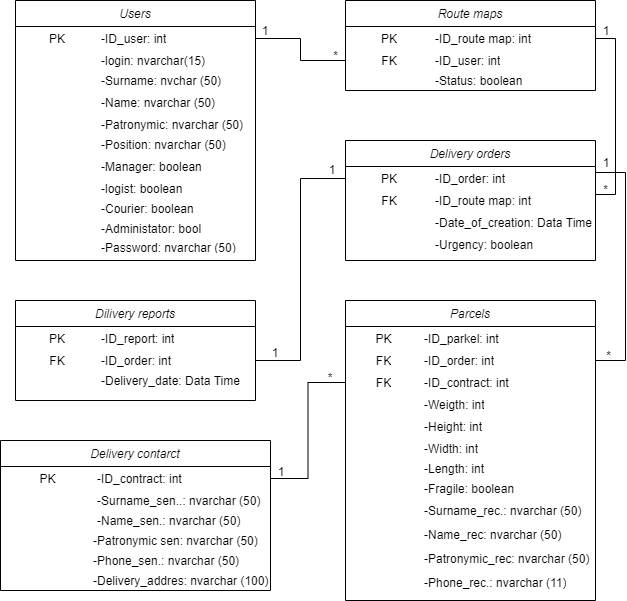 Users
PK -ID_user: int
-login: nvarchar(15)
-Surname: nvchar (50)
-Name: nvarchar (50)
-Patronymic: nvarchar (50)
-Position: nvarchar (50)
-Manager: boolean
-logist: boolean
-Courier: boolean
-Administator: bool
-Password: nvarchar (50)
1
*
Route maps
PK -ID_route map: int
FK -ID_user: int
-Status: boolean
1
*
Delivery orders
PK -ID_order: int
FK -ID_route map: int
-Date_of_creation: Data Time
-Urgency: boolean
1
1
*
Dilivery reports
PK -ID_report: int
FK -ID_order: int
-Delivery_date: Data Time
1
*
Parcels
PK -ID_parkel: int
FK -ID_order: int
FK -ID_contract: int
-Weigth: int
-Height: int
-Width: int
-Length: int
-Fragile: boolean
-Surname_rec.: nvarchar (50)
-Name_rec: nvarchar (50)
-Patronymic_rec: nvarchar (50)
-Phone_rec.: nvarchar (11)
Delivery contarct
PK -ID_contract: int
-Surname_sen..: nvarchar (50)
-Name_sen.: nvarchar (50)
-Patronymic sen: nvarchar (50)
-Phone_sen.: nvarchar (50)
-Delivery_addres: nvarchar (100)
1